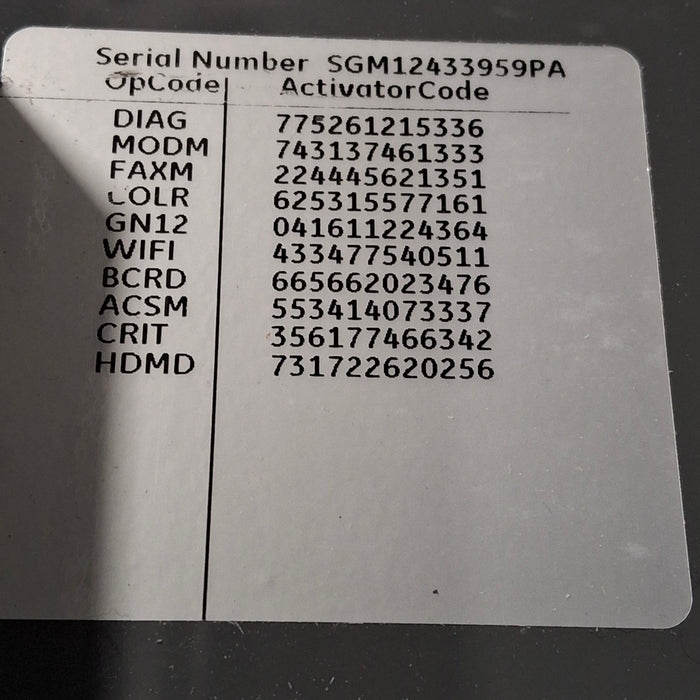 Serial Number SGM12433959PA
OpCode ActivatorCode
DIAG 775261215336
MODM 743137461333
FAXM 224445621351
COLR 625315577161
GN12 041611224364
WIFI 433477540511
BCRD 665662023476
ACSM 553414073337
CRIT 356177466342
HDMD 731722620256